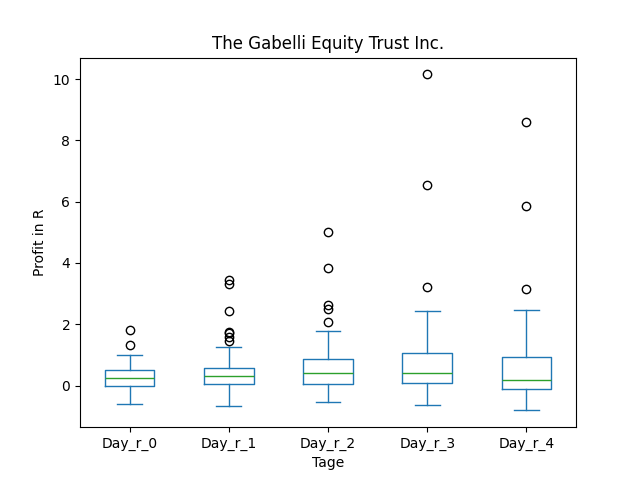 The Gabelli Equity Trust Inc.
Profit in R
10
8
6
4
2
0
Day_r_0 Day_r_1 Day_r_2 Day_r_3 Day_r_4
Tage